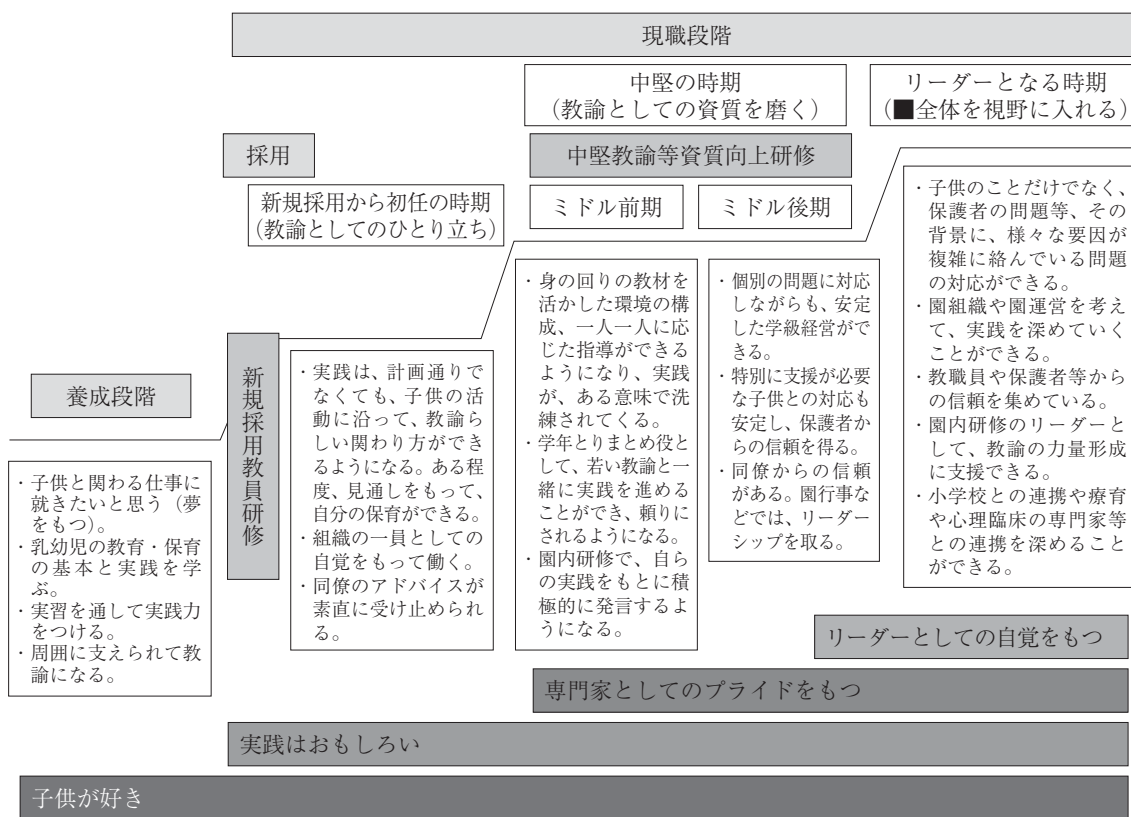 現職段階
中堅の時期
(教諭としての資質を磨く)
リーダーとなる時期
(全体を視野に入れる)
採用
中堅教諭等資質向上研修
新規採用から初任の時期
(教諭としてのひとり立ち)
ミドル前期
ミドル後期
養成段階
新規採用教員研修
・子供と関わる仕事に
就きたいと思う(夢
をもつ)。
・乳幼児の教育・保育
の基本と実践を学
ぶ。
・実習を通して実践力
をつける。
・周囲に支えられて教
諭になる。
・実践は、計画通りで
なくても、子供の活
動に沿って、教諭ら
しい関わり方ができ
るようになる。ある程
度、見通しをもって、
自分の保育ができる。
・組織の一員としての
自覚をもって働く。
・同僚のアドバイスが
素直に受け止められ
る。
・身の回りの教材を
活かした環境の構
成、一人一人に応
じた指導ができる
ようになり、実践
が、ある意味で洗
練されてくる。
・学年とりまとめ役と
して、若い教諭と一
緒に実践を進める
ことができ、頼りに
されるようになる。
・園内研修で、自ら
の実践をもとに積
極的に発言するよ
うになる。
・個別の問題に対応
しながらも、安定
した学級経営がで
きる。
・特別に支援が必要
な子供との対応も
安定し、保護者か
らの信頼を得る。
・同僚からの信頼
がある。園行事な
どでは、リーダー
シップを取る。
・子供のことだけでなく、
保護者の問題等、その
背景に、様々な要因が
複雑に絡んでいる問題
の対応ができる。
・園組織や園運営を考え
て、実践を深めていく
ことができる。
・教職員や保護者等から
の信頼を集めている。
・園内研修のリーダーと
して、教諭の力量形成
に支援できる。
・小学校との連携や療育
や心理臨床の専門家等
との連携を深めること
ができる。
リーダーとしての自覚をもつ
専門家としてのプライドをもつ
実践はおもしろい
子供が好き